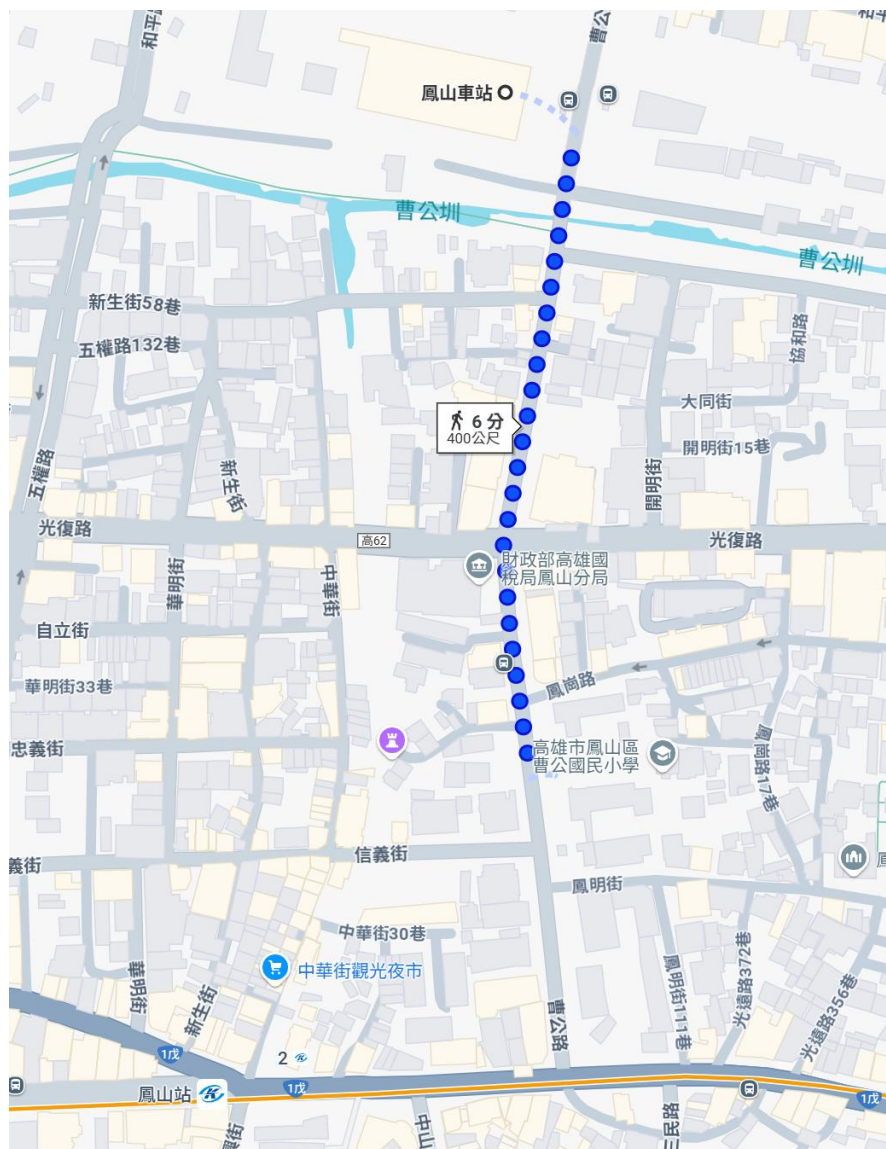 和平路
曹公
鳳山車站
曹公圳
曹公圳
新生街58巷
五權路132巷
協和路
大同街
6 分
400公尺
開明街15巷
新生街
開明街
五權路
光復路
高62
光復路
財政部高雄國
稅局鳳山分局
華明街
中華街
自立街
鳳崗路
華明街33巷
忠義街
高雄市鳳山區
曹公國民小學
鳳崗路17巷
義街
信義街
鳳明街
中華街30巷
中華街觀光夜市
華明街
新生街
曹公路
鳳明街111巷
光遠路372巷
光遠路356巷
1戊
2
鳳山站
1戊
1戊
中山
三民路